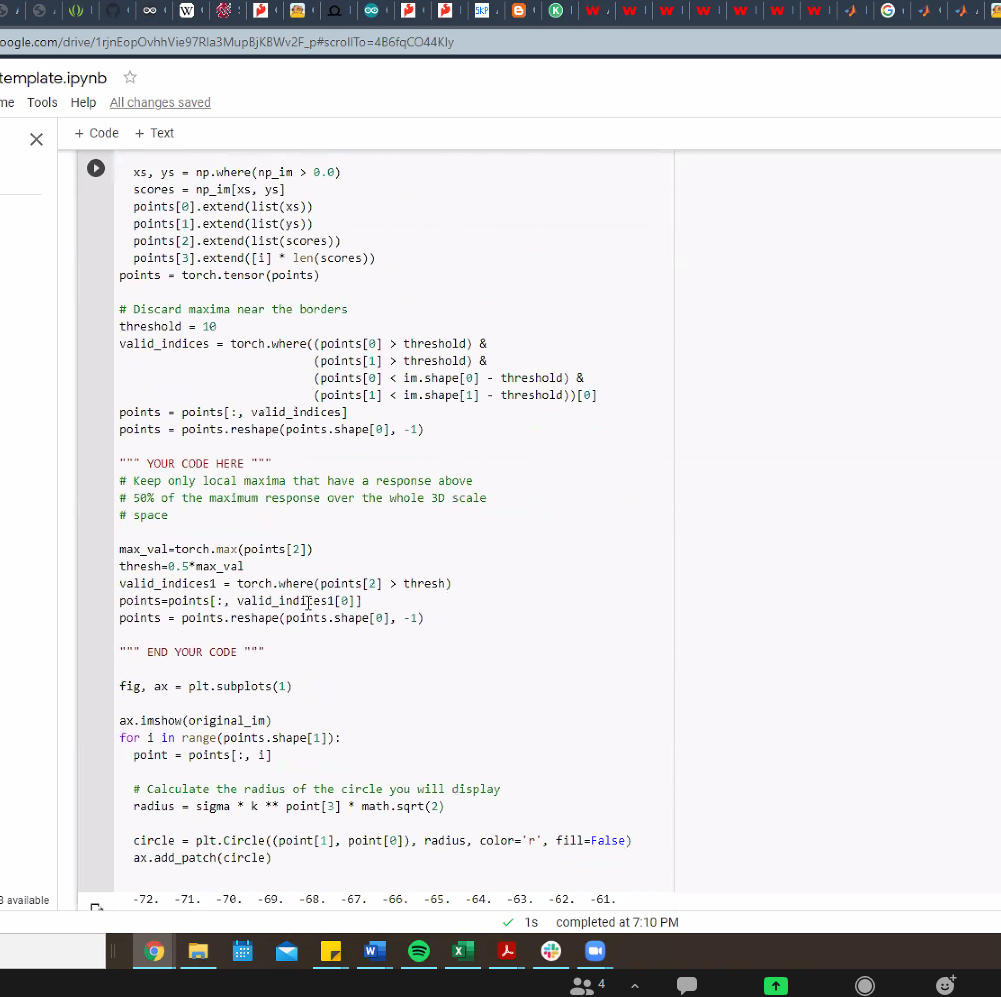 oogle.com/drive/1rjnEopOvhhVie97Rla3MupBjKBWv2F_p#scrollTo=4B6fqCO44KIy
template.ipynb
me Tools Help All changes saved
+ Code + Text
xs, ys = np.where(np_im > 0.0)
scores = np_im[xs, ys]
points[0].extend(list(xs))
points[1].extend(list(ys))
points[2].extend(list(scores))
points[3].extend([i] * len(scores))
points = torch.tensor(points)
# Discard maxima near the borders
threshold = 10
valid_indices = torch.where((points[0] > threshold) &
(points[1] > threshold) &
(points[0] < im.shape[0] - threshold) &
(points[1] < im.shape[1] - threshold))[0]
points = points[:, valid_indices]
points = points.reshape(points.shape[0], -1)
""" YOUR CODE HERE """
# Keep only local maxima that have a response above
# 50% of the maximum response over the whole 3D scale
# space
max_val=torch.max(points[2])
thresh=0.5*max_val
valid_indices1 = torch.where(points[2] > thresh)
points=points[:, valid_indices1[0]]
points = points.reshape(points.shape[0], -1)
""" END YOUR CODE """
fig, ax = plt.subplots(1)
ax.imshow(original_im)
for i in range(points.shape[1]):
point = points[:, i]
# Calculate the radius of the circle you will display
radius = sigma * k ** point[3] * math.sqrt(2)
circle = plt.Circle((point[1], point[0]), radius, color='r', fill=False)
ax.add_patch(circle)
available
-72. -71. -70. -69. -68. -67. -66. -65. -64. -63. -62. -61.
1s completed at 7:10 PM
4